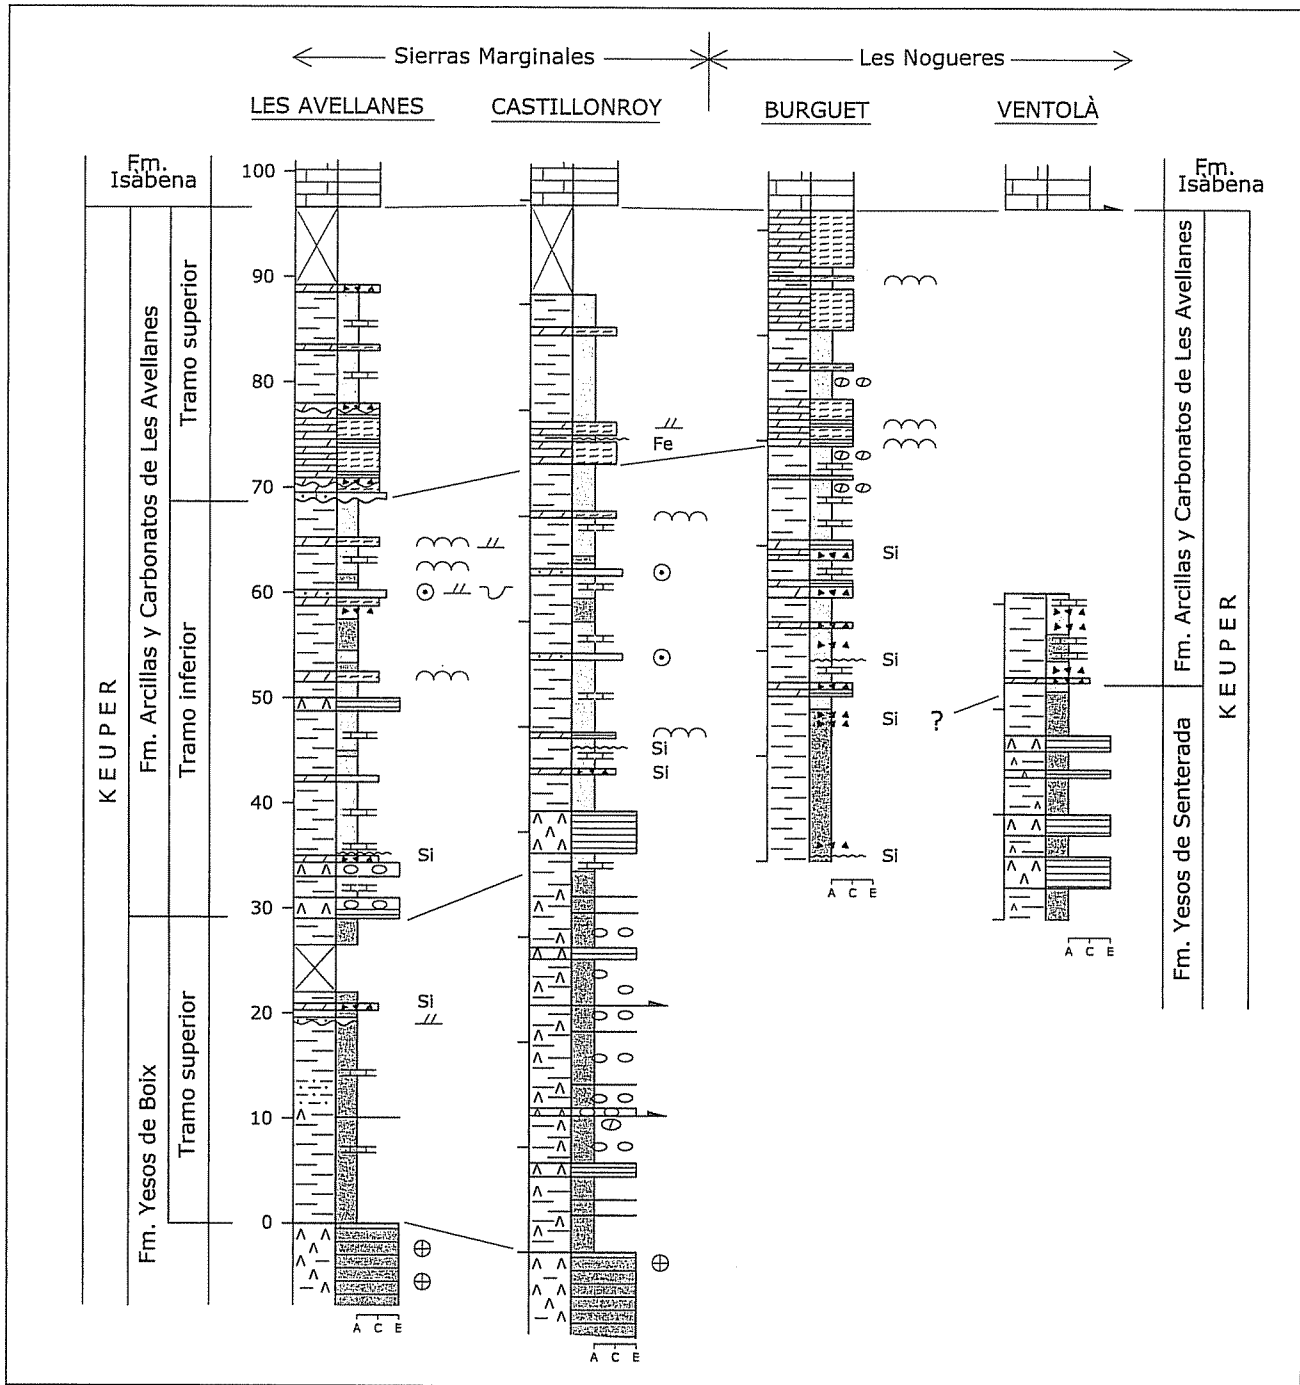 Sierras Marginales
Les Nogueres
LES AVELLANES
CASTILLONROY
BURGUET
VENTOLÀ
Fm.
Isàbena
100
90
80
70
60
50
40
30
20
10
0
KEUPER
Fm. Arcillas y Carbonatos de Les Avellanes
Tramo superior
Tramo inferior
Fm. Yesos de Boix
Tramo superior
Si
Si
A C E
Fe
Si
Si
A C E
Si
Si
Si
Si
A C E
?
A C E
Fm.
Isàbena
Fm. Arcillas y Carbonatos de Les Avellanes
Fm. Yesos de Senterada
KEUPER